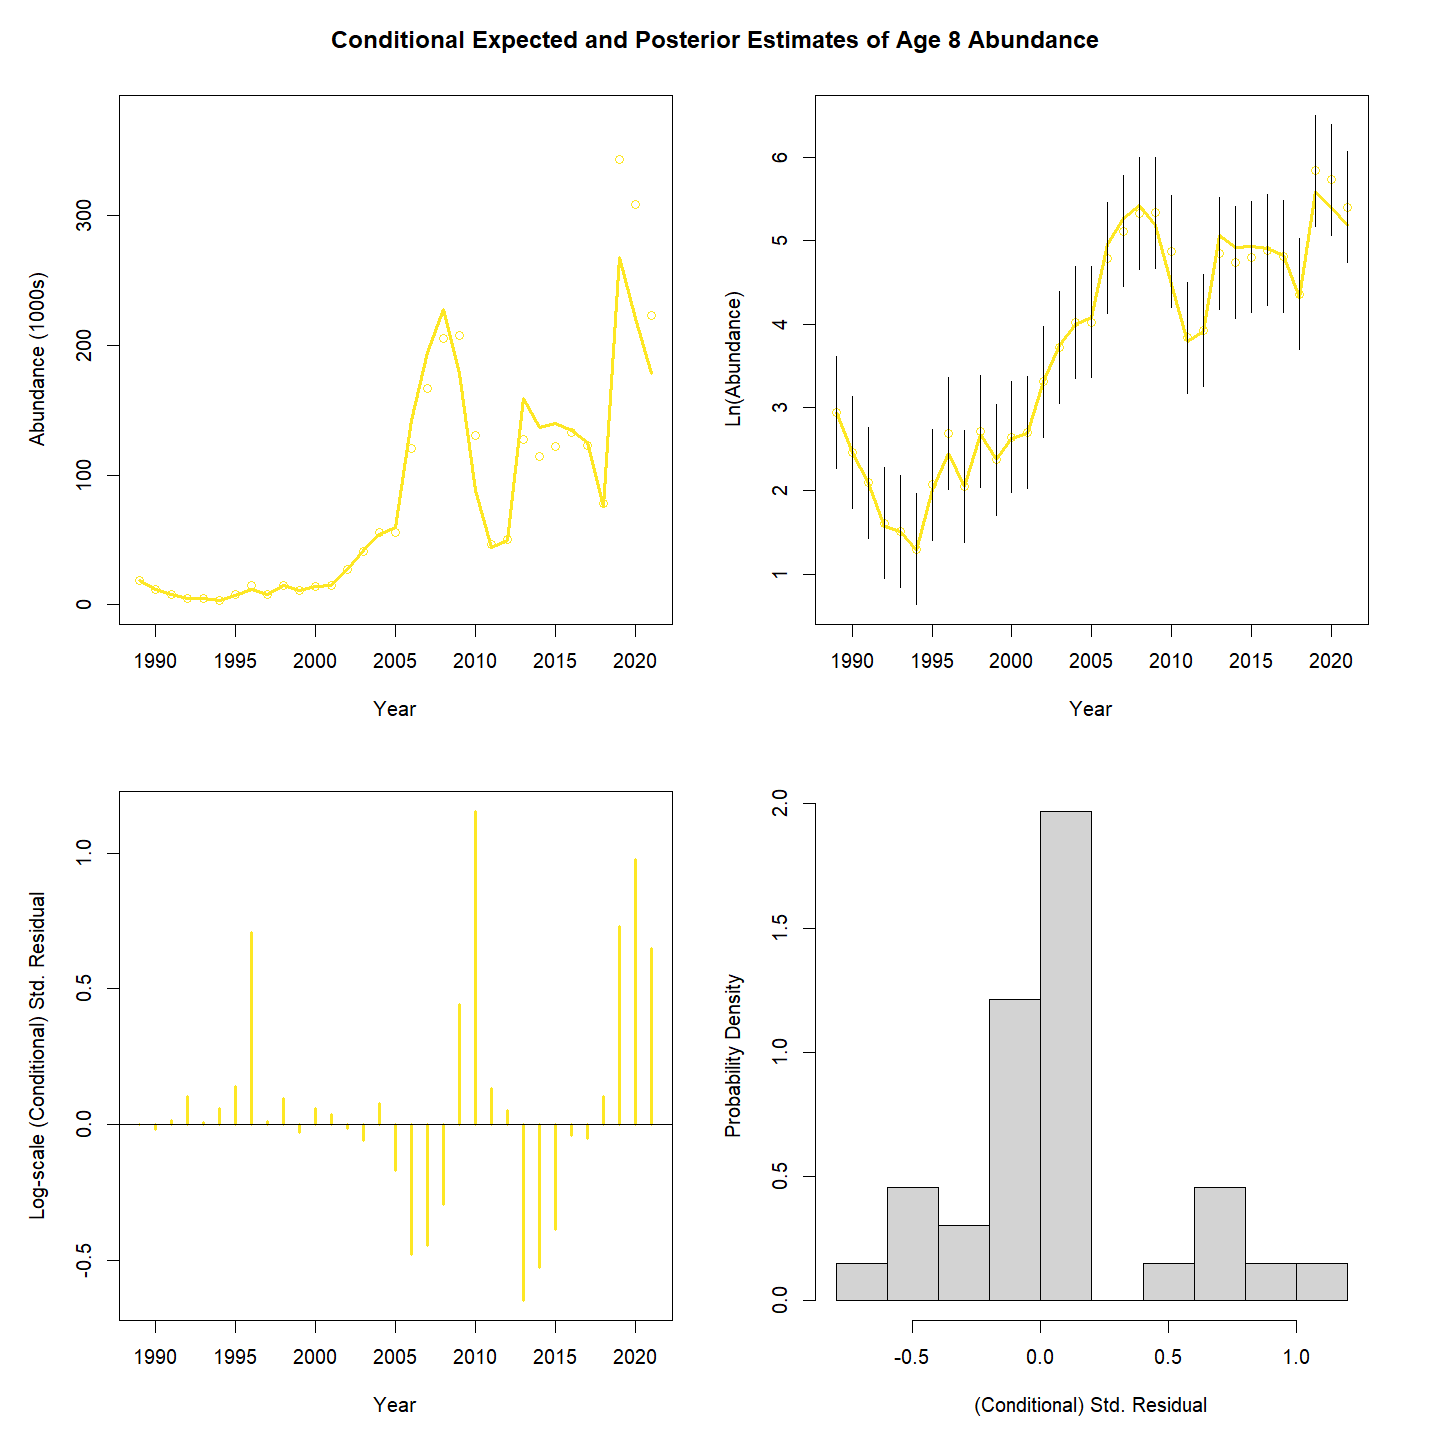 Conditional Expected and Posterior Estimates of Age 8 Abundance
Abundance (1000s)
0
100
200
300
1990 1995 2000 2005 2010 2015 2020
Year
Ln(Abundance)
1
2
3
4
5
6
1990 1995 2000 2005 2010 2015 2020
Year
Log-scale (Conditional) Std. Residual
-0.5
0.0
0.5
1.0
1990 1995 2000 2005 2010 2015 2020
Year
Probability Density
0.0
0.5
1.0
1.5
2.0
-0.5 0.0 0.5 1.0
(Conditional) Std. Residual